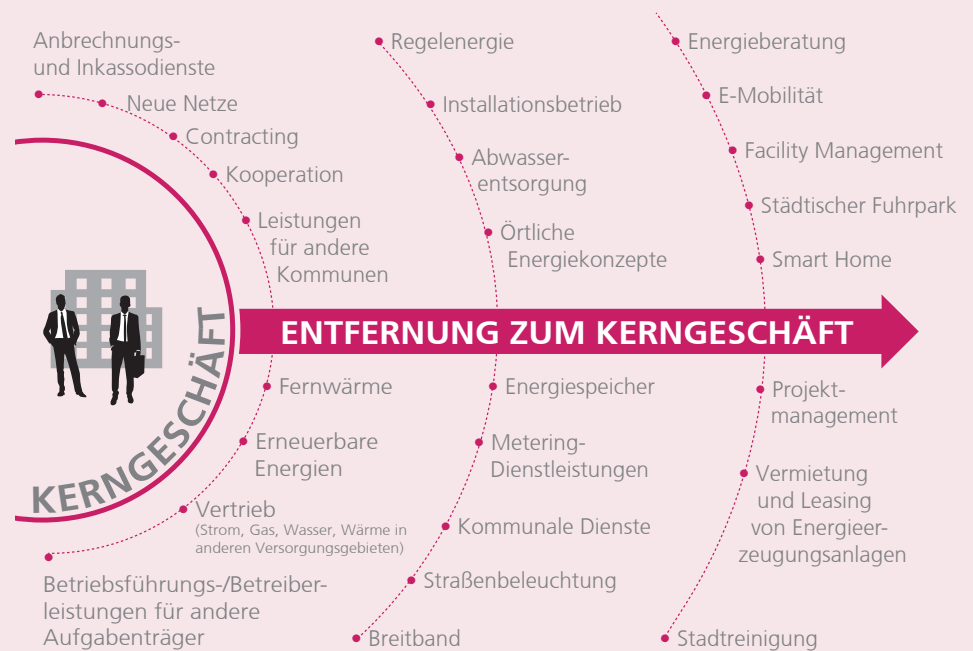 Anbrechnungs-
und Inkassodienste
Neue Netze
Contracting
Kooperation
Leistungen
für andere
Kommunen
KERNGESCHÄFT
Fernwärme
Erneuerbare
Energien
Vertrieb
(Strom, Gas, Wasser, Wärme in
anderen Versorgungsgebieten)
Betriebsführungs-/Betreiber-
leistungen für andere
Aufgabenträger
ENTFERNUNG ZUM KERNGESCHÄFT
Regelenergie
Installationsbetrieb
Abwasser-
entsorgung
Örtliche
Energiekonzepte
Energiespeicher
Metering-
Dienstleistungen
Kommunale Dienste
Straßenbeleuchtung
Breitband
Energieberatung
E-Mobilität
Facility Management
Städtischer Fuhrpark
Smart Home
Projekt-
management
Vermietung
und Leasing
von Energieer-
zeugungsanlagen
Stadtreinigung